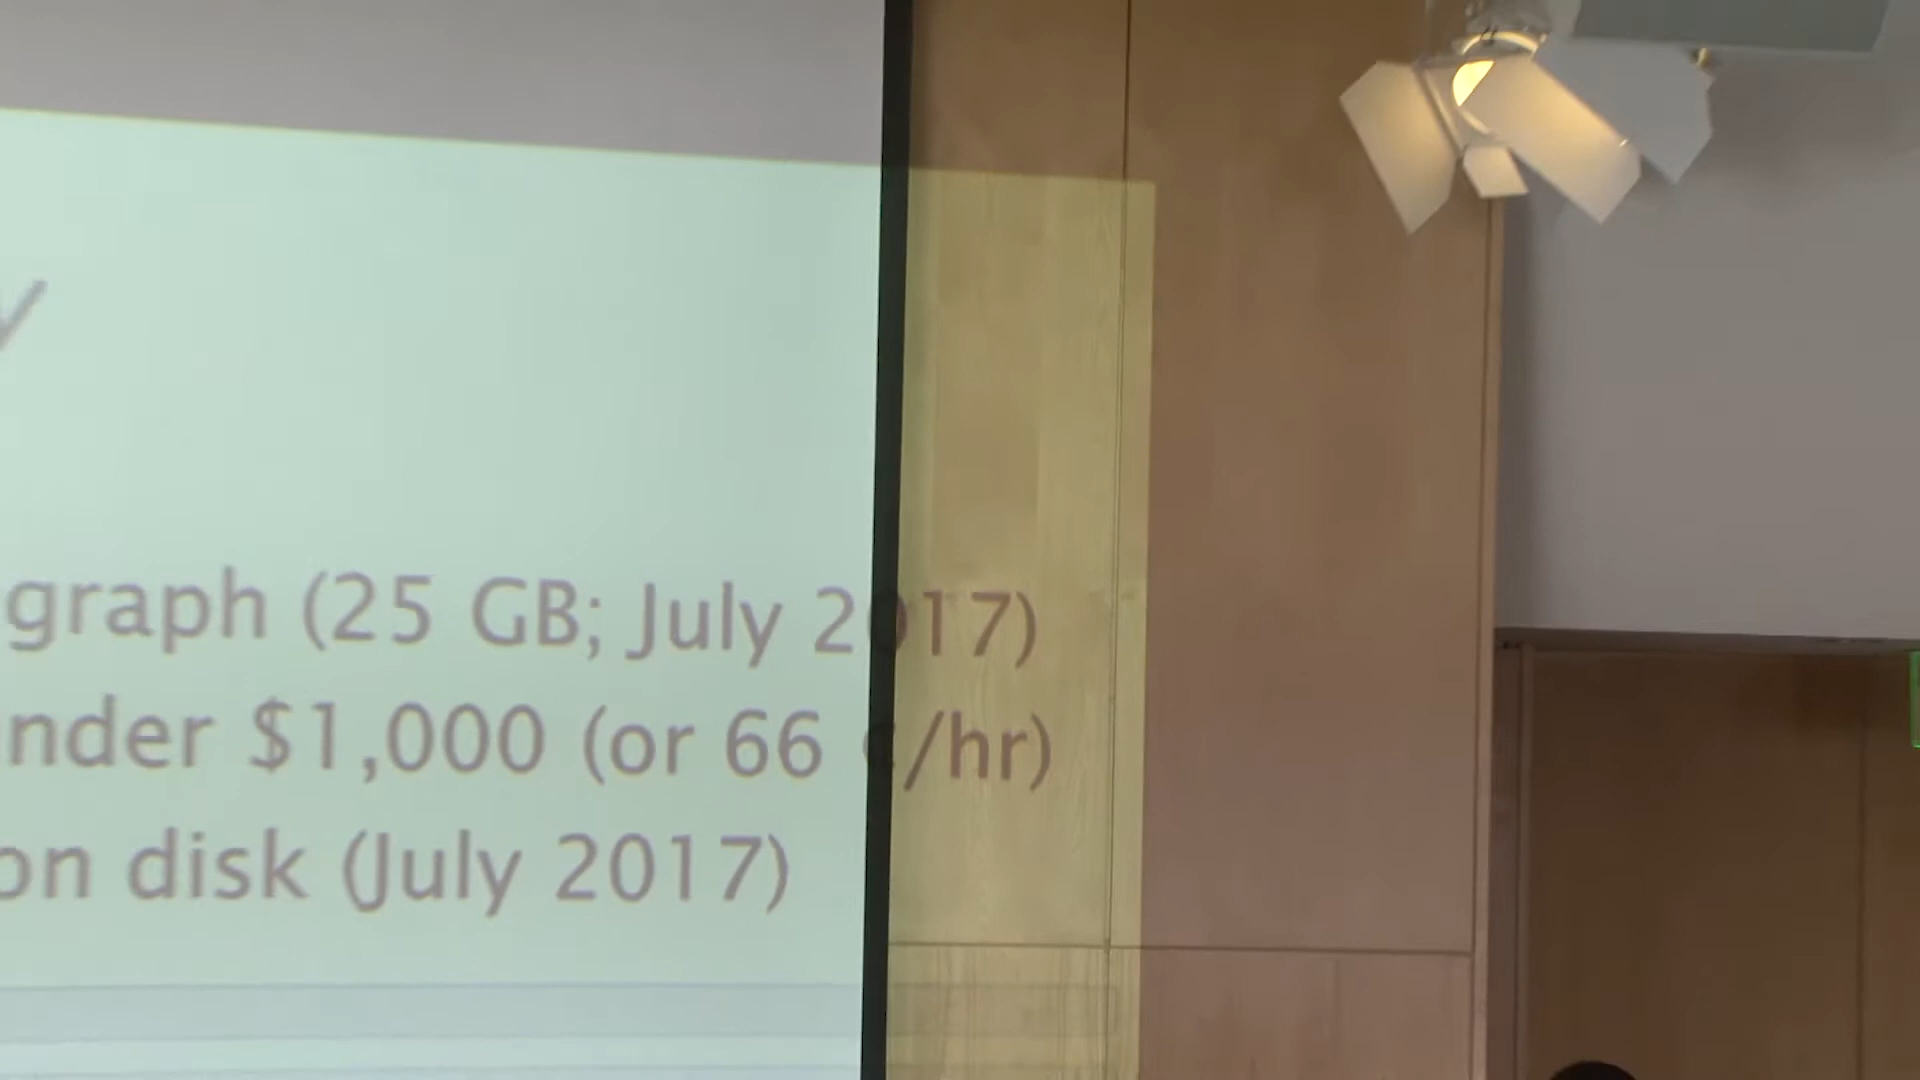 graph (25 GB; July 2017)
nder $1,000 (or 66 ¢/hr)
on disk (July 2017)